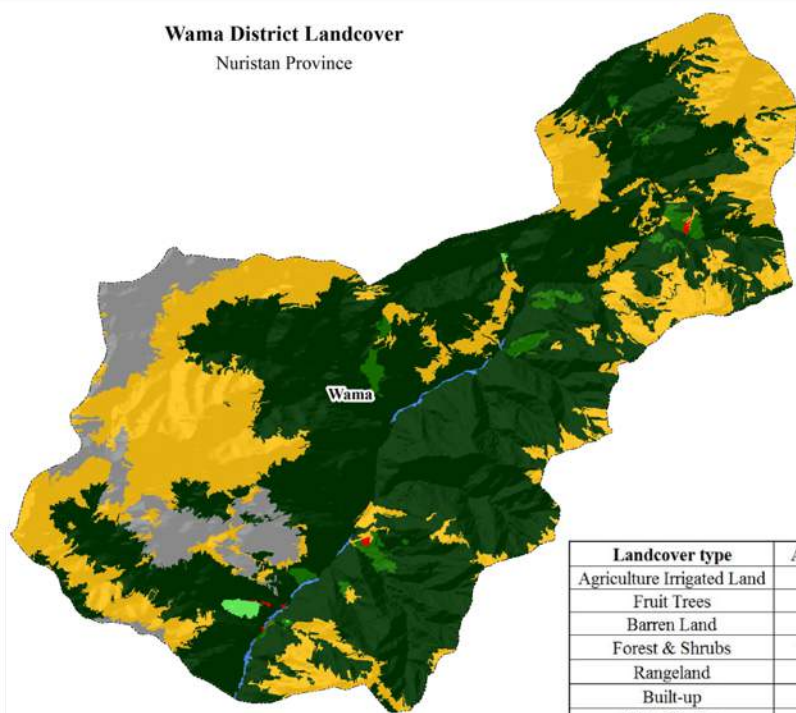 Wama District Landcover
Nuristan Province
Wama
Landcover type
Agriculture Irrigated Land
Fruit Trees
Barren Land
Forest & Shrubs
Rangeland
Built-up